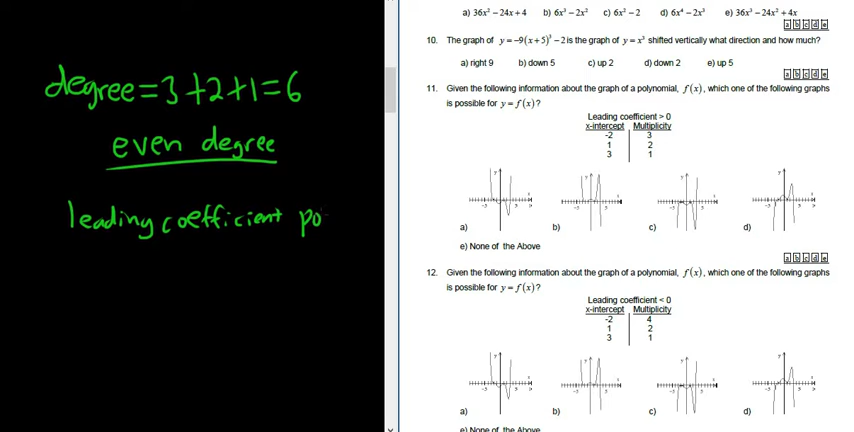 degree = 3 + 2 + 1 = 6
even degree
leading coefficient po
a) 36x² − 24x + 4 b) 6x³ − 2x² c) 6x² − 2 d) 6x⁴ − 2x³ e) 36x³ − 24x² + 4x
a b c d e
10. The graph of y = −9(x + 5)³ − 2 is the graph of y = x³ shifted vertically what direction and how much?
a) right 9 b) down 5 c) up 2 d) down 2 e) up 5
a b c d e
11. Given the following information about the graph of a polynomial, f(x), which one of the following graphs
is possible for y = f(x)?
Leading coefficient > 0
x-intercept Multiplicity
-2 3
1 2
3 1
a) b) c) d)
e) None of the Above
a b c d e
12. Given the following information about the graph of a polynomial, f(x), which one of the following graphs
is possible for y = f(x)?
Leading coefficient < 0
x-intercept Multiplicity
-2 4
1 2
3 1
a) b) c) d)
e) None of the Above